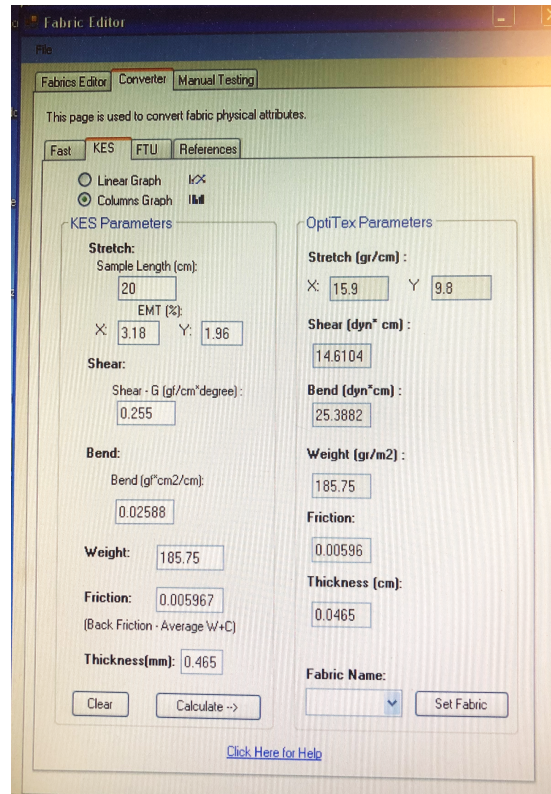 Fabric Editor
File
Fabrics Editor Converter Manual Testing
This page is used to convert fabric physical attributes.
Fast KES FTU References
Linear Graph
Columns Graph
KES Parameters
Stretch:
Sample Length (cm):
20
EMT (%):
X: 3.18 Y: 1.96
Shear:
Shear - G (gf/cm*degree) :
0.255
Bend:
Bend (gf*cm2/cm):
0.02588
Weight: 185.75
Friction: 0.005967
(Back Friction - Average W+C)
Thickness(mm): 0.465
Clear Calculate -->
OptiTex Parameters
Stretch (gr/cm) :
X: 15.9 Y 9.8
Shear (dyn* cm) :
14.6104
Bend (dyn*cm) :
25.3882
Weight (gr/m2) :
185.75
Friction:
0.00596
Thickness (cm):
0.0465
Fabric Name:
Set Fabric
Click Here for Help